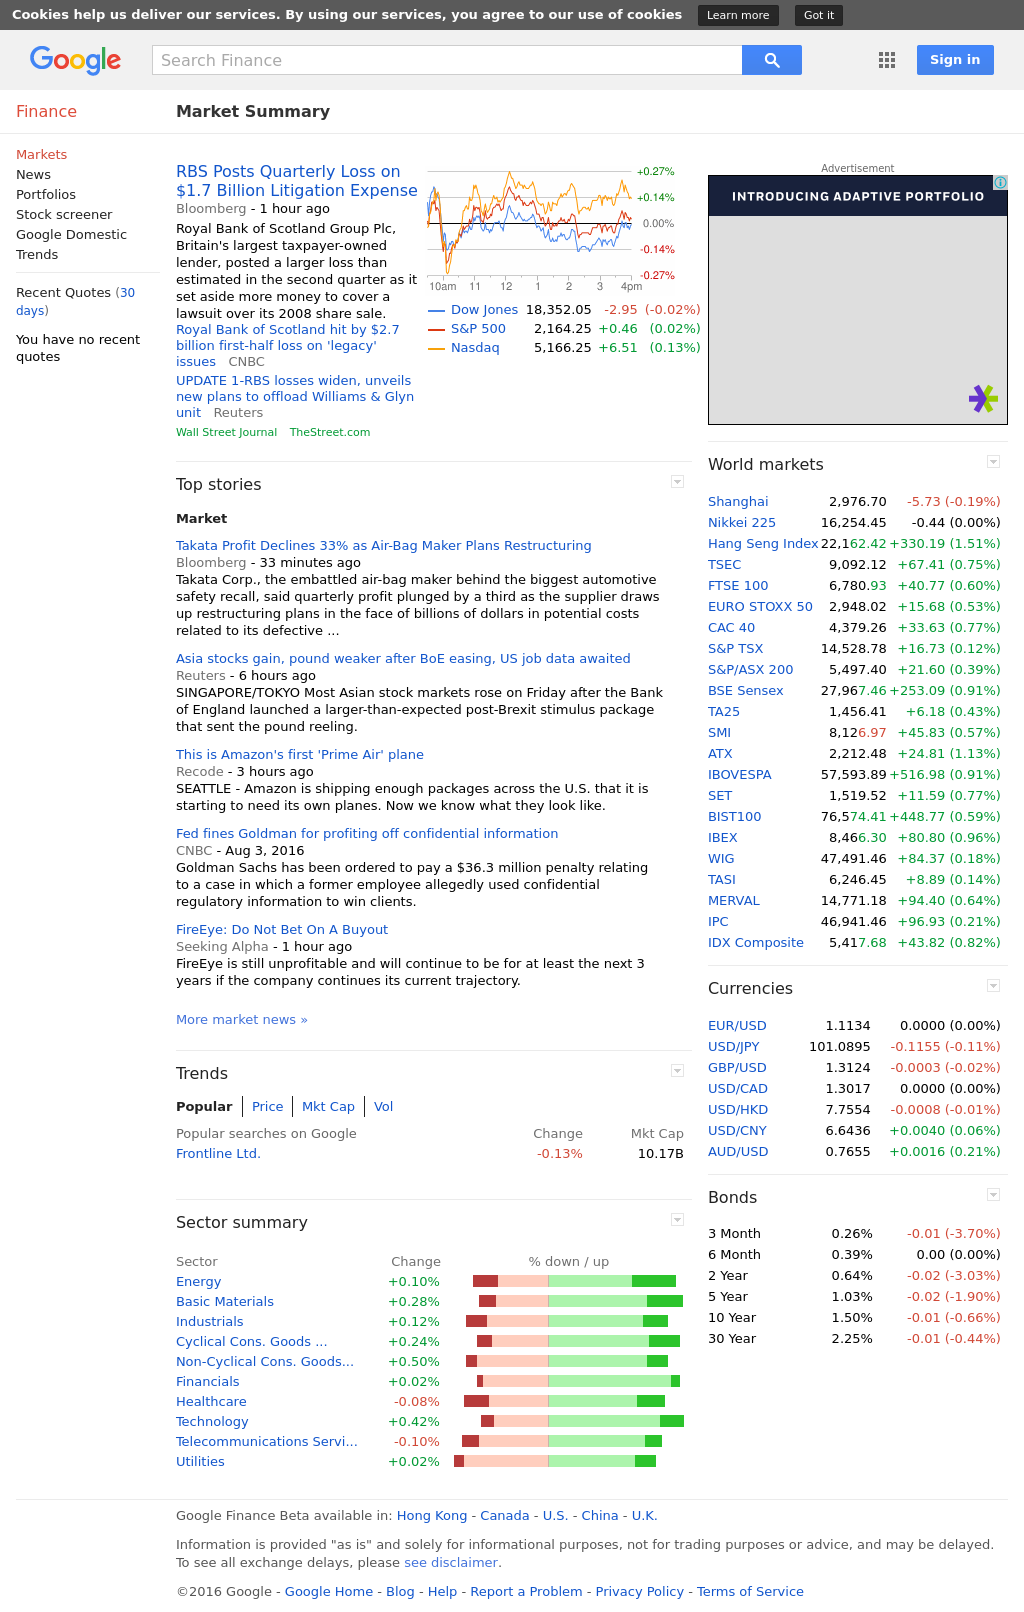 Cookies help us deliver our services. By using our services, you agree to our use of cookies Learn more Got it
Google Search Finance Sign in
Finance
Market Summary
Markets
News
Portfolios
Stock screener
Google Domestic
Trends
Recent Quotes (30
days)
You have no recent
quotes
RBS Posts Quarterly Loss on
$1.7 Billion Litigation Expense
Bloomberg - 1 hour ago
Royal Bank of Scotland Group Plc,
Britain's largest taxpayer-owned
lender, posted a larger loss than
estimated in the second quarter as it
set aside more money to cover a
lawsuit over its 2008 share sale.
Royal Bank of Scotland hit by $2.7
billion first-half loss on 'legacy'
issues CNBC
UPDATE 1-RBS losses widen, unveils
new plans to offload Williams & Glyn
unit Reuters
Wall Street Journal TheStreet.com
+0.27%
+0.14%
0.00%
-0.14%
-0.27%
10am 11 12 1 2 3 4pm
Dow Jones 18,352.05 -2.95 (-0.02%)
S&P 500 2,164.25 +0.46 (0.02%)
Nasdaq 5,166.25 +6.51 (0.13%)
Top stories
Market
Takata Profit Declines 33% as Air-Bag Maker Plans Restructuring
Bloomberg - 33 minutes ago
Takata Corp., the embattled air-bag maker behind the biggest automotive
safety recall, said quarterly profit plunged by a third as the supplier draws
up restructuring plans in the face of billions of dollars in potential costs
related to its defective ...
Asia stocks gain, pound weaker after BoE easing, US job data awaited
Reuters - 6 hours ago
SINGAPORE/TOKYO Most Asian stock markets rose on Friday after the Bank
of England launched a larger-than-expected post-Brexit stimulus package
that sent the pound reeling.
This is Amazon's first 'Prime Air' plane
Recode - 3 hours ago
SEATTLE - Amazon is shipping enough packages across the U.S. that it is
starting to need its own planes. Now we know what they look like.
Fed fines Goldman for profiting off confidential information
CNBC - Aug 3, 2016
Goldman Sachs has been ordered to pay a $36.3 million penalty relating
to a case in which a former employee allegedly used confidential
regulatory information to win clients.
FireEye: Do Not Bet On A Buyout
Seeking Alpha - 1 hour ago
FireEye is still unprofitable and will continue to be for at least the next 3
years if the company continues its current trajectory.
More market news »
Trends
Popular Price Mkt Cap Vol
Popular searches on Google Change Mkt Cap
Frontline Ltd. -0.13% 10.17B
Sector summary
Sector Change % down / up
Energy +0.10%
Basic Materials +0.28%
Industrials +0.12%
Cyclical Cons. Goods ... +0.24%
Non-Cyclical Cons. Goods... +0.50%
Financials +0.02%
Healthcare -0.08%
Technology +0.42%
Telecommunications Servi... -0.10%
Utilities +0.02%
Advertisement
INTRODUCING ADAPTIVE PORTFOLIO
World markets
Shanghai 2,976.70 -5.73 (-0.19%)
Nikkei 225 16,254.45 -0.44 (0.00%)
Hang Seng Index 22,162.42 +330.19 (1.51%)
TSEC 9,092.12 +67.41 (0.75%)
FTSE 100 6,780.93 +40.77 (0.60%)
EURO STOXX 50 2,948.02 +15.68 (0.53%)
CAC 40 4,379.26 +33.63 (0.77%)
S&P TSX 14,528.78 +16.73 (0.12%)
S&P/ASX 200 5,497.40 +21.60 (0.39%)
BSE Sensex 27,967.46 +253.09 (0.91%)
TA25 1,456.41 +6.18 (0.43%)
SMI 8,126.97 +45.83 (0.57%)
ATX 2,212.48 +24.81 (1.13%)
IBOVESPA 57,593.89 +516.98 (0.91%)
SET 1,519.52 +11.59 (0.77%)
BIST100 76,574.41 +448.77 (0.59%)
IBEX 8,466.30 +80.80 (0.96%)
WIG 47,491.46 +84.37 (0.18%)
TASI 6,246.45 +8.89 (0.14%)
MERVAL 14,771.18 +94.40 (0.64%)
IPC 46,941.46 +96.93 (0.21%)
IDX Composite 5,417.68 +43.82 (0.82%)
Currencies
EUR/USD 1.1134 0.0000 (0.00%)
USD/JPY 101.0895 -0.1155 (-0.11%)
GBP/USD 1.3124 -0.0003 (-0.02%)
USD/CAD 1.3017 0.0000 (0.00%)
USD/HKD 7.7554 -0.0008 (-0.01%)
USD/CNY 6.6436 +0.0040 (0.06%)
AUD/USD 0.7655 +0.0016 (0.21%)
Bonds
3 Month 0.26% -0.01 (-3.70%)
6 Month 0.39% 0.00 (0.00%)
2 Year 0.64% -0.02 (-3.03%)
5 Year 1.03% -0.02 (-1.90%)
10 Year 1.50% -0.01 (-0.66%)
30 Year 2.25% -0.01 (-0.44%)
Google Finance Beta available in: Hong Kong - Canada - U.S. - China - U.K.
Information is provided "as is" and solely for informational purposes, not for trading purposes or advice, and may be delayed.
To see all exchange delays, please see disclaimer.
©2016 Google - Google Home - Blog - Help - Report a Problem - Privacy Policy - Terms of Service